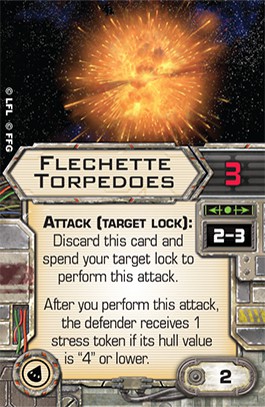 © LFL © FFG
FLECHETTE
TORPEDOES
3
2-3
ATTACK (TARGET LOCK):
Discard this card and
spend your target lock to
perform this attack.
After you perform this attack,
the defender receives 1
stress token if its hull value
is “4” or lower.
2